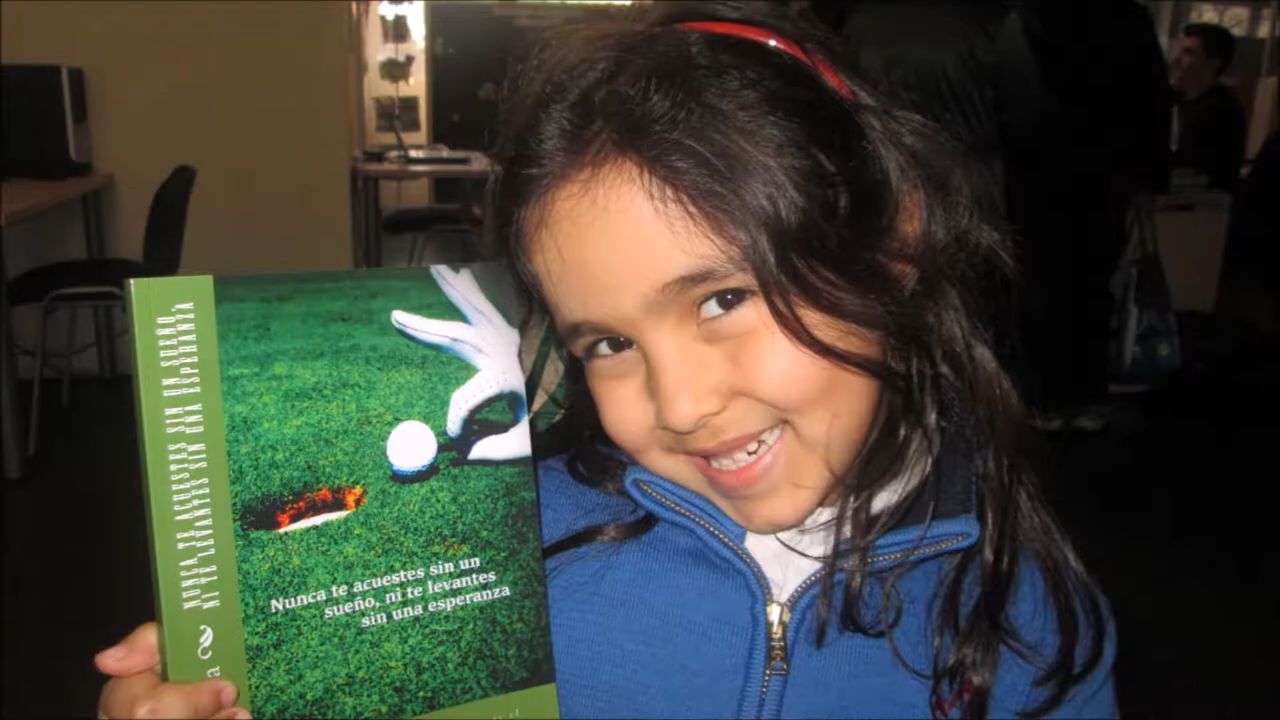 NUNCA TE ACUESTES SIN UN SUEÑO,
NI TE LEVANTES SIN UNA ESPERANZA
Nunca te acuestes sin un
sueño, ni te levantes
sin una esperanza